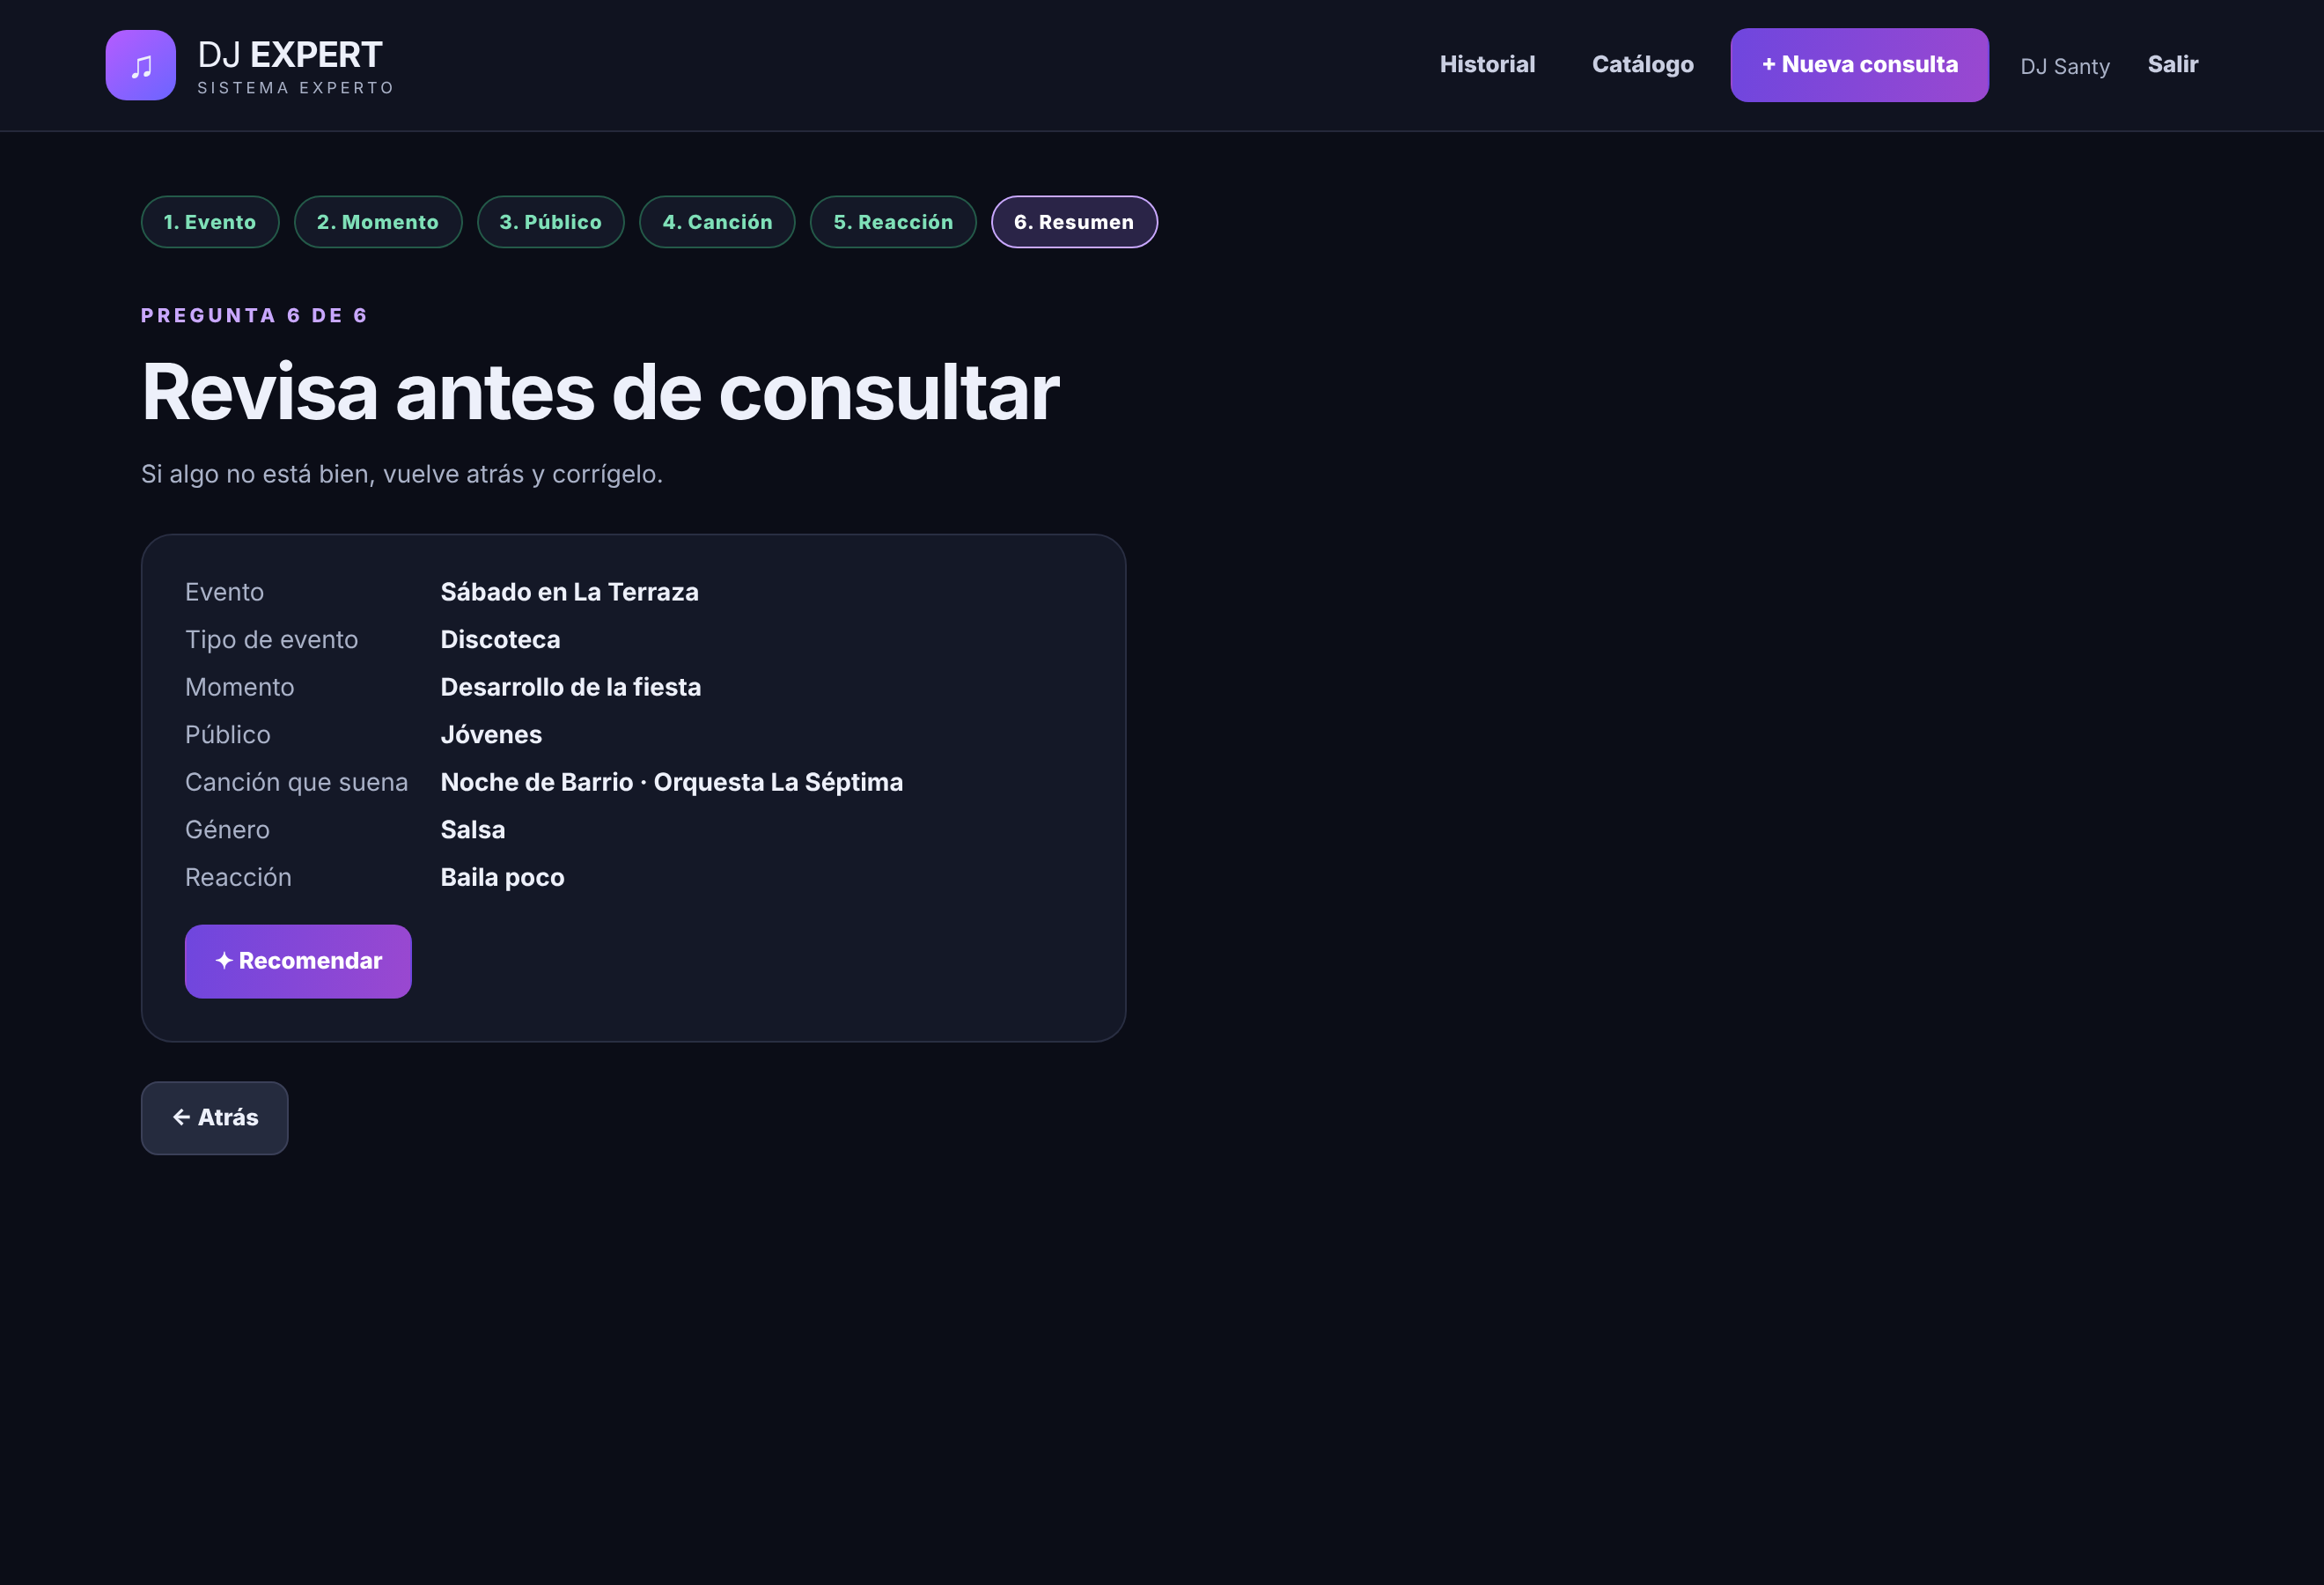 DJ EXPERT
SISTEMA EXPERTO
Historial
Catálogo
+ Nueva consulta
DJ Santy
Salir
1. Evento
2. Momento
3. Público
4. Canción
5. Reacción
6. Resumen
PREGUNTA 6 DE 6
Revisa antes de consultar
Si algo no está bien, vuelve atrás y corrígelo.
Evento Sábado en La Terraza
Tipo de evento Discoteca
Momento Desarrollo de la fiesta
Público Jóvenes
Canción que suena Noche de Barrio · Orquesta La Séptima
Género Salsa
Reacción Baila poco
✦ Recomendar
← Atrás